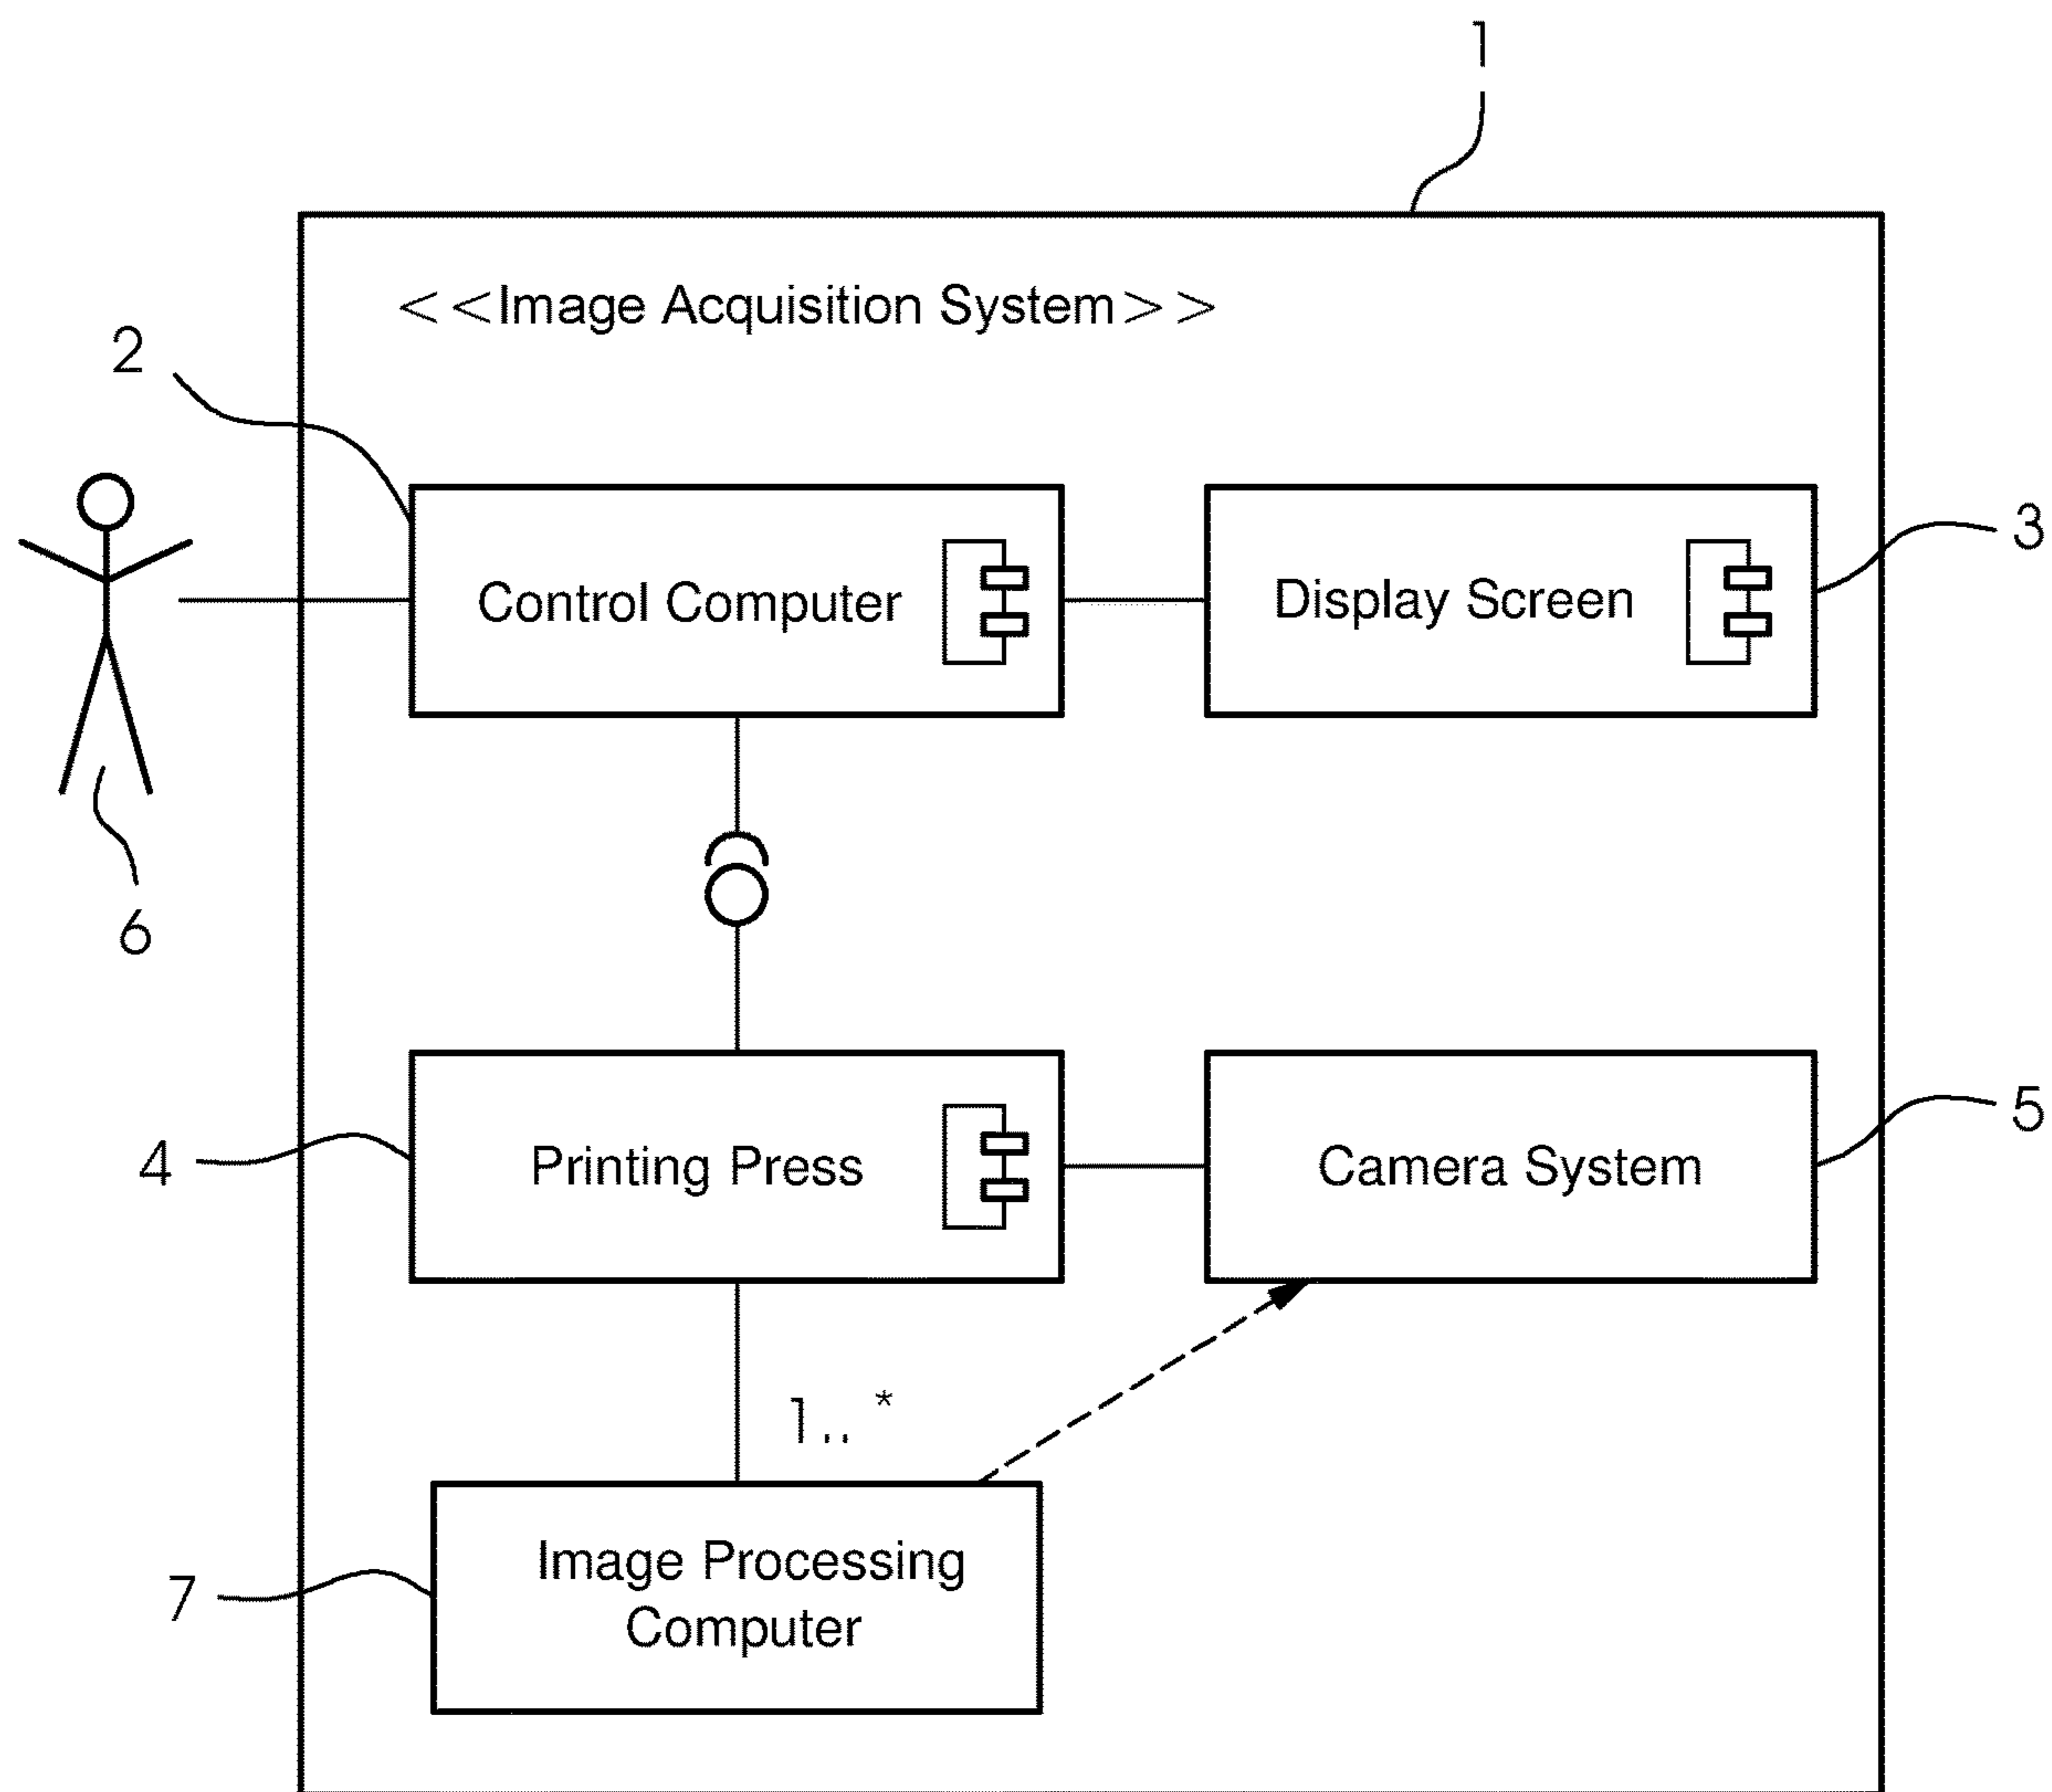 1
<<Image Acquisition System>>
2
Control Computer
Display Screen
3
6
4
Printing Press
Camera System
5
1.. *
7
Image Processing
Computer